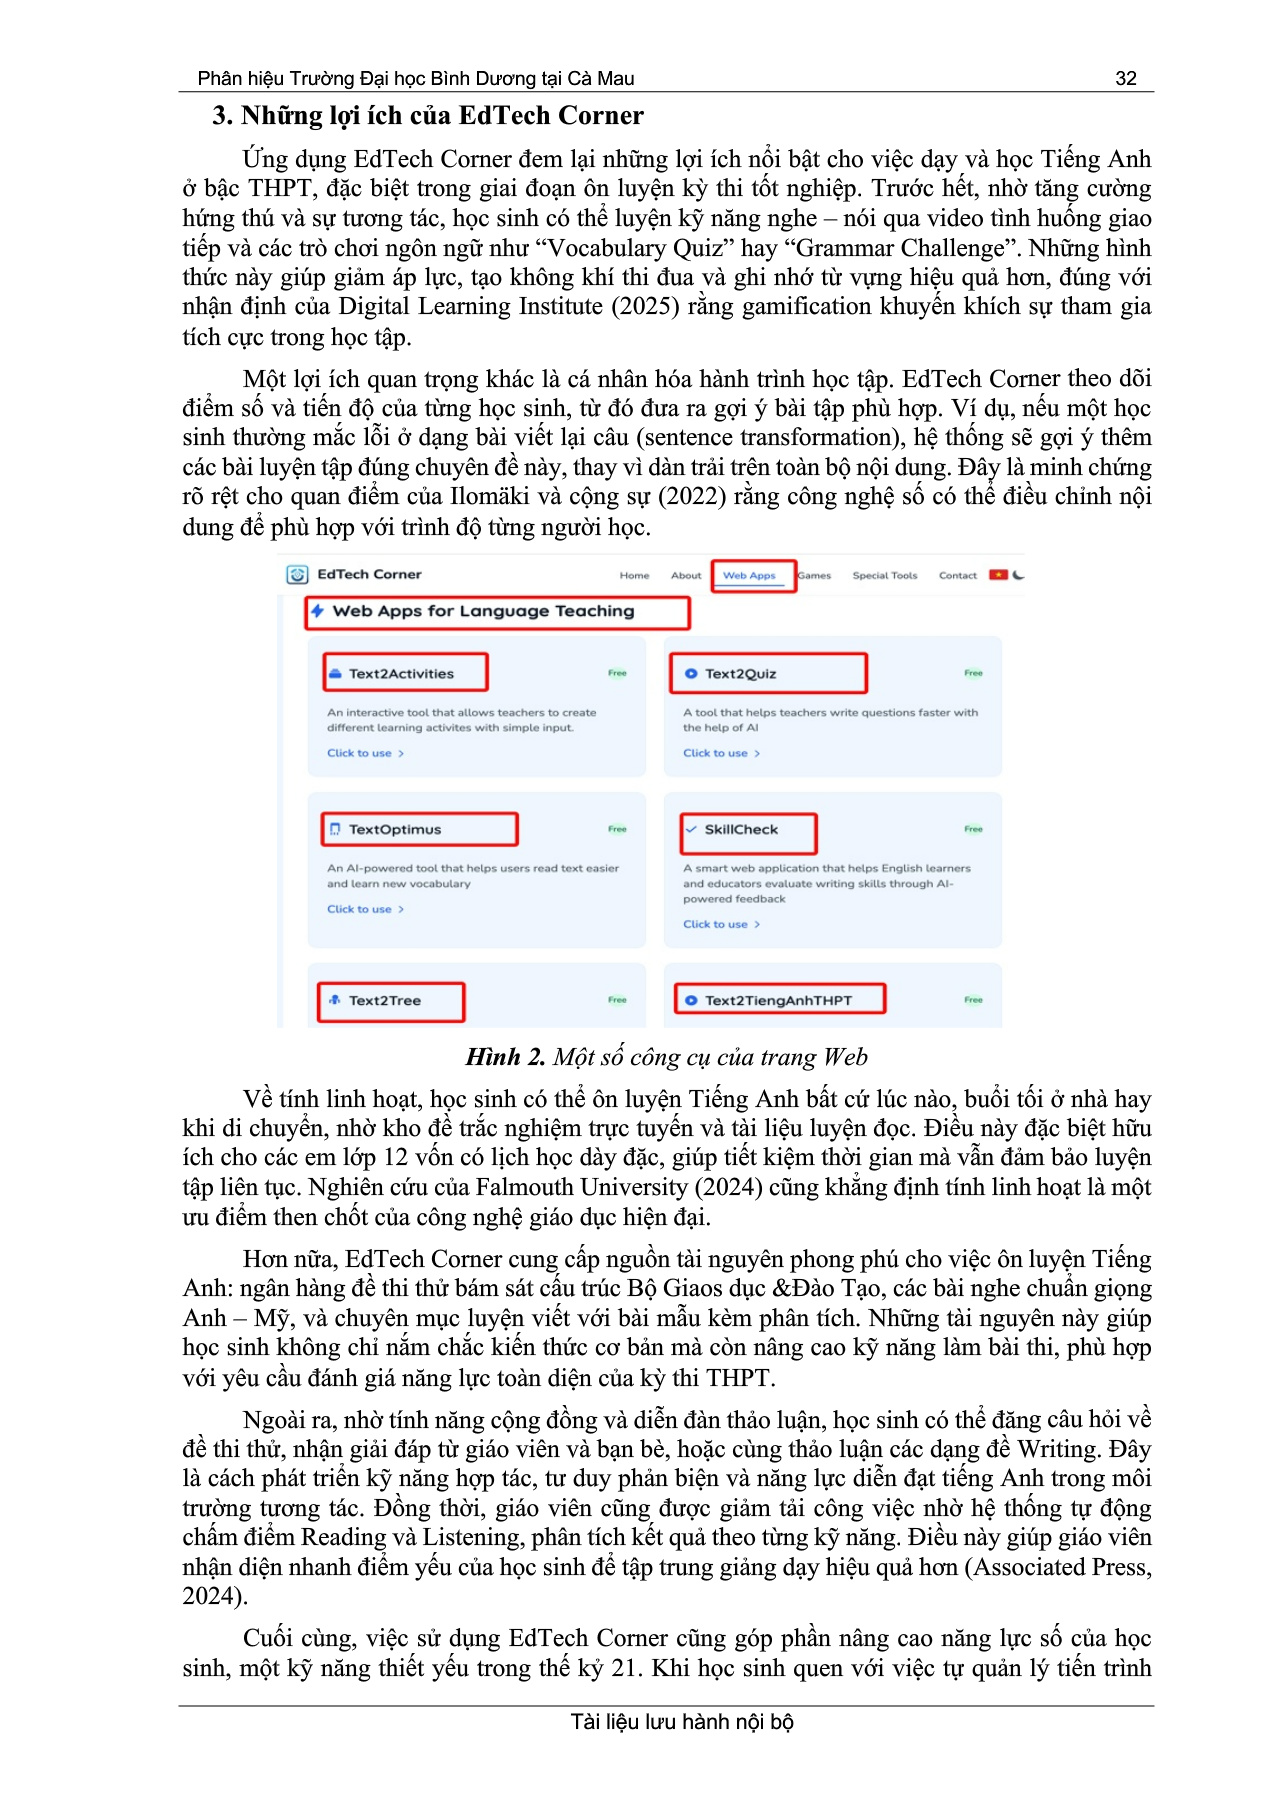 Phân hiệu Trường Đại học Bình Dương tại Cà Mau 32
3. Những lợi ích của EdTech Corner
Ứng dụng EdTech Corner đem lại những lợi ích nổi bật cho việc dạy và học Tiếng Anh
ở bậc THPT, đặc biệt trong giai đoạn ôn luyện kỳ thi tốt nghiệp. Trước hết, nhờ tăng cường
hứng thú và sự tương tác, học sinh có thể luyện kỹ năng nghe – nói qua video tình huống giao
tiếp và các trò chơi ngôn ngữ như “Vocabulary Quiz” hay “Grammar Challenge”. Những hình
thức này giúp giảm áp lực, tạo không khí thi đua và ghi nhớ từ vựng hiệu quả hơn, đúng với
nhận định của Digital Learning Institute (2025) rằng gamification khuyến khích sự tham gia
tích cực trong học tập.
Một lợi ích quan trọng khác là cá nhân hóa hành trình học tập. EdTech Corner theo dõi
điểm số và tiến độ của từng học sinh, từ đó đưa ra gợi ý bài tập phù hợp. Ví dụ, nếu một học
sinh thường mắc lỗi ở dạng bài viết lại câu (sentence transformation), hệ thống sẽ gợi ý thêm
các bài luyện tập đúng chuyên đề này, thay vì dàn trải trên toàn bộ nội dung. Đây là minh chứng
rõ rệt cho quan điểm của Ilomäki và cộng sự (2022) rằng công nghệ số có thể điều chỉnh nội
dung để phù hợp với trình độ từng người học.
EdTech Corner Home About Web Apps Games Special Tools Contact
Web Apps for Language Teaching
Text2Activities Free
An interactive tool that allows teachers to create
different learning activites with simple input.
Click to use >
Text2Quiz Free
A tool that helps teachers write questions faster with
the help of AI
Click to use >
TextOptimus Free
An AI-powered tool that helps users read text easier
and learn new vocabulary
Click to use >
SkillCheck Free
A smart web application that helps English learners
and educators evaluate writing skills through AI-
powered feedback
Click to use >
Text2Tree Free
Text2TiengAnhTHPT Free
Hình 2. Một số công cụ của trang Web
Về tính linh hoạt, học sinh có thể ôn luyện Tiếng Anh bất cứ lúc nào, buổi tối ở nhà hay
khi di chuyển, nhờ kho đề trắc nghiệm trực tuyến và tài liệu luyện đọc. Điều này đặc biệt hữu
ích cho các em lớp 12 vốn có lịch học dày đặc, giúp tiết kiệm thời gian mà vẫn đảm bảo luyện
tập liên tục. Nghiên cứu của Falmouth University (2024) cũng khẳng định tính linh hoạt là một
ưu điểm then chốt của công nghệ giáo dục hiện đại.
Hơn nữa, EdTech Corner cung cấp nguồn tài nguyên phong phú cho việc ôn luyện Tiếng
Anh: ngân hàng đề thi thử bám sát cấu trúc Bộ Giaos dục &Đào Tạo, các bài nghe chuẩn giọng
Anh – Mỹ, và chuyên mục luyện viết với bài mẫu kèm phân tích. Những tài nguyên này giúp
học sinh không chỉ nắm chắc kiến thức cơ bản mà còn nâng cao kỹ năng làm bài thi, phù hợp
với yêu cầu đánh giá năng lực toàn diện của kỳ thi THPT.
Ngoài ra, nhờ tính năng cộng đồng và diễn đàn thảo luận, học sinh có thể đăng câu hỏi về
đề thi thử, nhận giải đáp từ giáo viên và bạn bè, hoặc cùng thảo luận các dạng đề Writing. Đây
là cách phát triển kỹ năng hợp tác, tư duy phản biện và năng lực diễn đạt tiếng Anh trong môi
trường tương tác. Đồng thời, giáo viên cũng được giảm tải công việc nhờ hệ thống tự động
chấm điểm Reading và Listening, phân tích kết quả theo từng kỹ năng. Điều này giúp giáo viên
nhận diện nhanh điểm yếu của học sinh để tập trung giảng dạy hiệu quả hơn (Associated Press,
2024).
Cuối cùng, việc sử dụng EdTech Corner cũng góp phần nâng cao năng lực số của học
sinh, một kỹ năng thiết yếu trong thế kỷ 21. Khi học sinh quen với việc tự quản lý tiến trình
Tài liệu lưu hành nội bộ